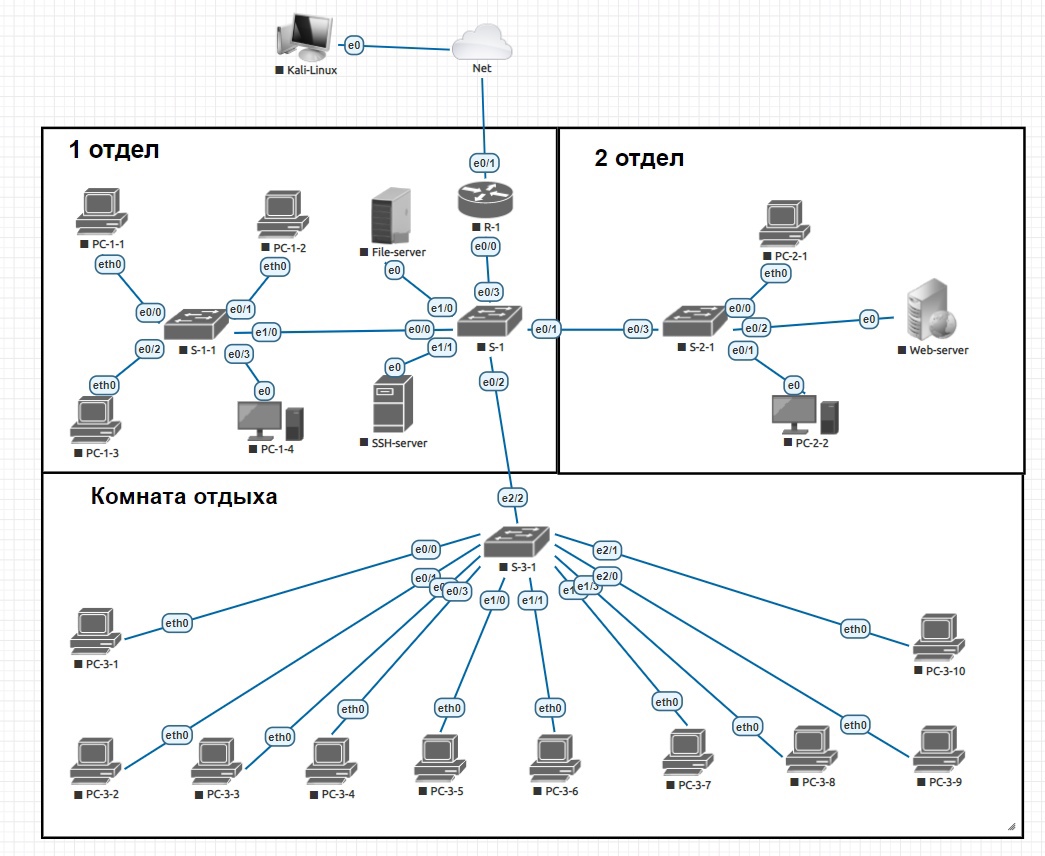 e0
Kali-Linux
Net
1 отдел
2 отдел
e0/1
R-1
e0/0
PC-1-1
eth0
PC-1-2
eth0
File-server
e0
PC-2-1
eth0
e0/0
e0/1
e1/0
e0/3
e0/0
S-1-1
e1/0
e0/0
S-1
e0/1
e0/3
S-2-1
e0/2
e0
Web-server
e0/2
e0/3
e1/1
e0/1
eth0
e0
e0
e0/2
e0
PC-1-3
PC-1-4
SSH-server
PC-2-2
Комната отдыха
e2/2
S-3-1
e0/0
e2/1
e0/3
e1/0
e1/1
e2/0
eth0
PC-3-1
eth0
PC-3-10
eth0
eth0
eth0
eth0
eth0
eth0
eth0
eth0
PC-3-2
PC-3-3
PC-3-4
PC-3-5
PC-3-6
PC-3-7
PC-3-8
PC-3-9